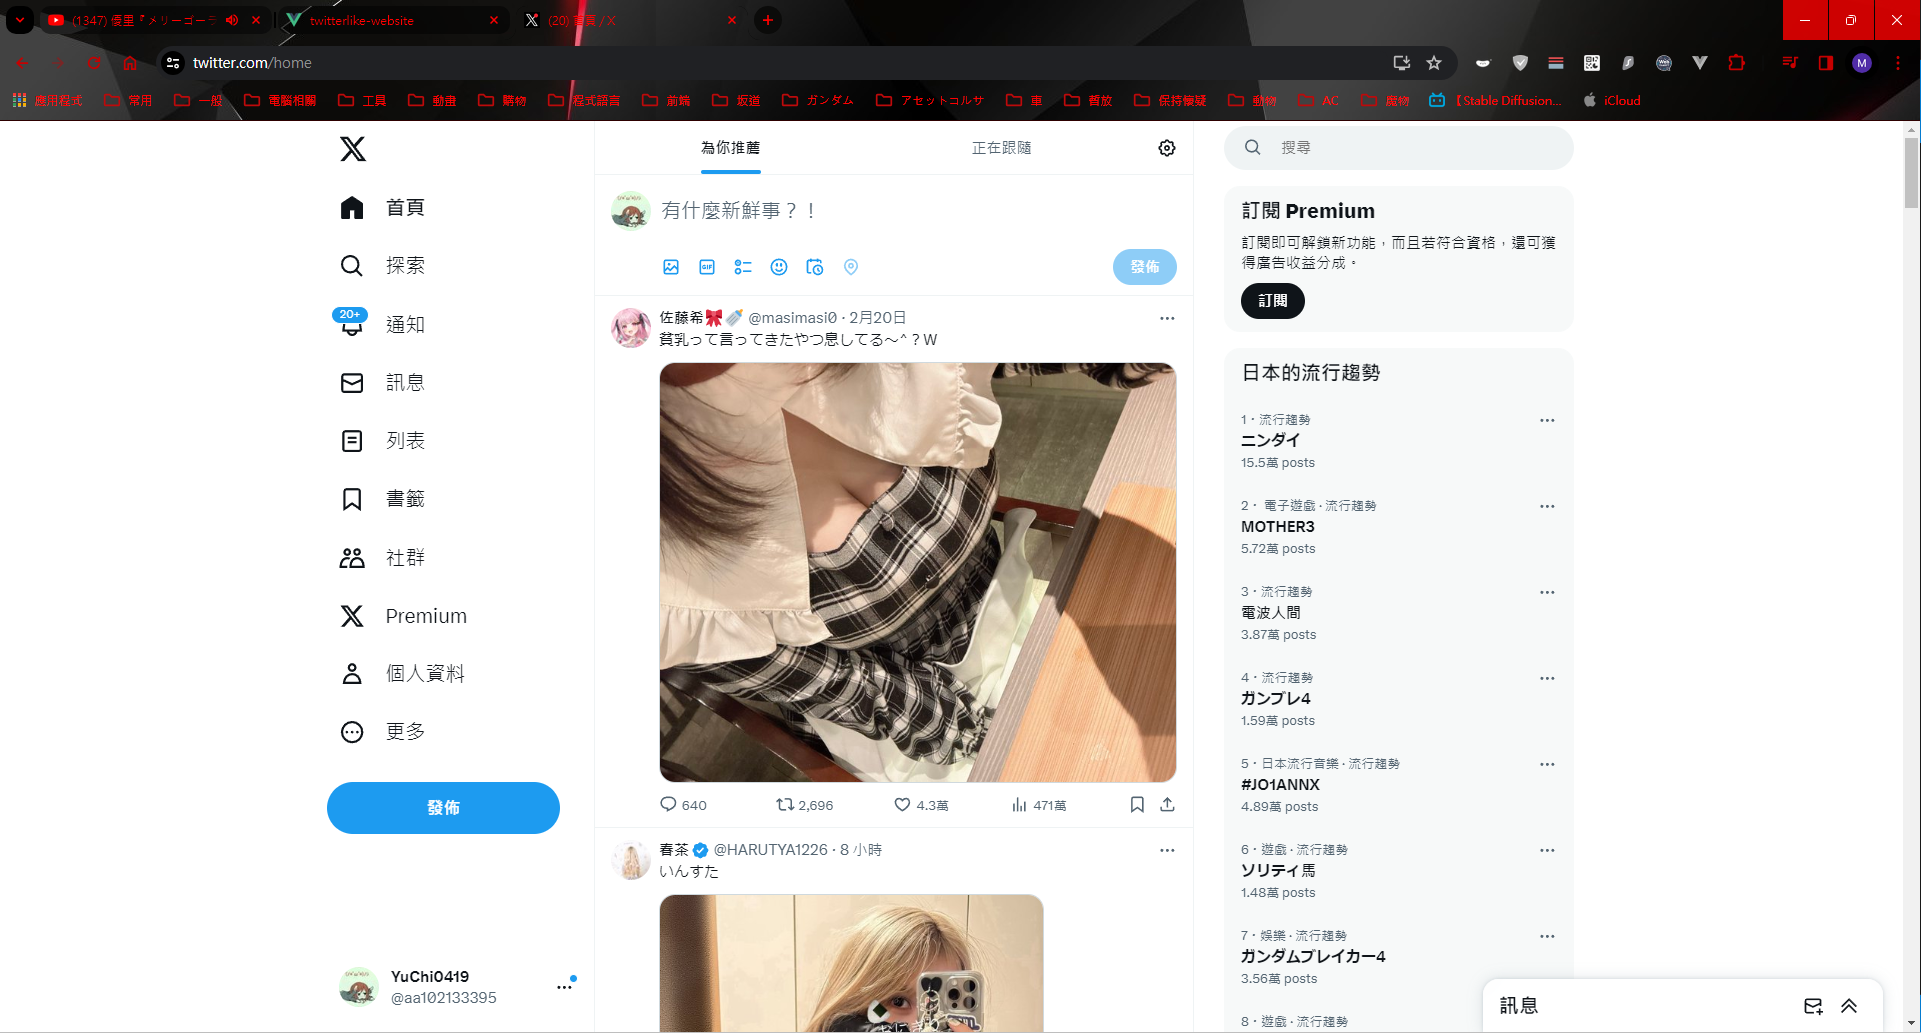 (1347) 優里『メリーゴーラ
twitterlike-website
(20) 首頁 / X
twitter.com/home
M
應用程式
常用
一般
電腦相關
工具
動畫
購物
程式語言
前端
坂道
ガンダム
アセットコルサ
車
暫放
保持懷疑
動物
AC
魔物
【Stable Diffusion...
iCloud
首頁
探索
20+
通知
訊息
列表
書籤
社群
Premium
個人資料
更多
發佈
YuChi0419
@aa102133395
為你推薦
正在跟隨
有什麼新鮮事？！
GIF
發佈
佐藤希🎀🍼 @masimasi0 · 2月20日
貧乳って言ってきたやつ息してる〜^？W
640
2,696
4.3萬
471萬
春茶 @HARUTYA1226 · 8 小時
いんすた
搜尋
訂閱 Premium
訂閱即可解鎖新功能，而且若符合資格，還可獲
得廣告收益分成。
訂閱
日本的流行趨勢
1 · 流行趨勢
ニンダイ
15.5萬 posts
2 · 電子遊戲 · 流行趨勢
MOTHER3
5.72萬 posts
3 · 流行趨勢
電波人間
3.87萬 posts
4 · 流行趨勢
ガンブレ4
1.59萬 posts
5 · 日本流行音樂 · 流行趨勢
#JO1ANNX
4.89萬 posts
6 · 遊戲 · 流行趨勢
ソリティ馬
1.48萬 posts
7 · 娛樂 · 流行趨勢
ガンダムブレイカー4
3.56萬 posts
8 · 遊戲 · 流行趨勢
訊息